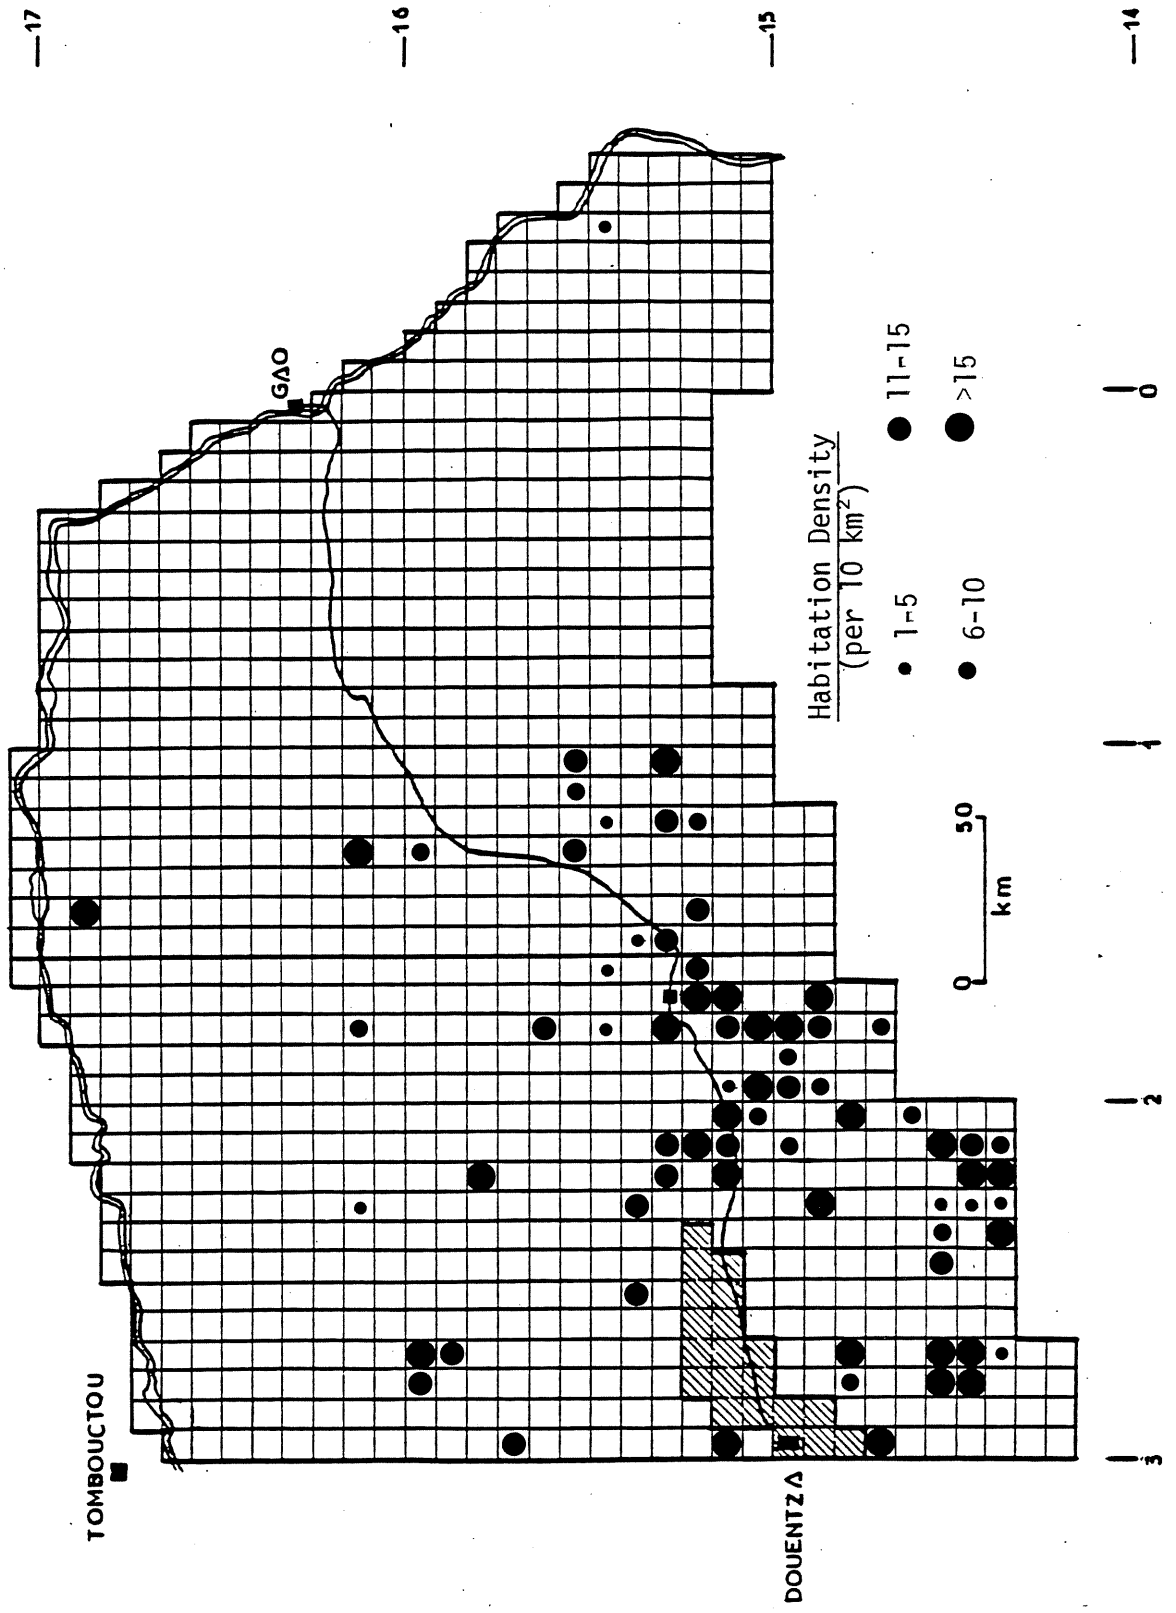 —17
—16
—15
—14
TOMBOUCTOU
GAO
DOUENTZA
Habitation Density
(per 10 km²)
1-5
11-15
6-10
>15
0
50
km
3
2
1
0